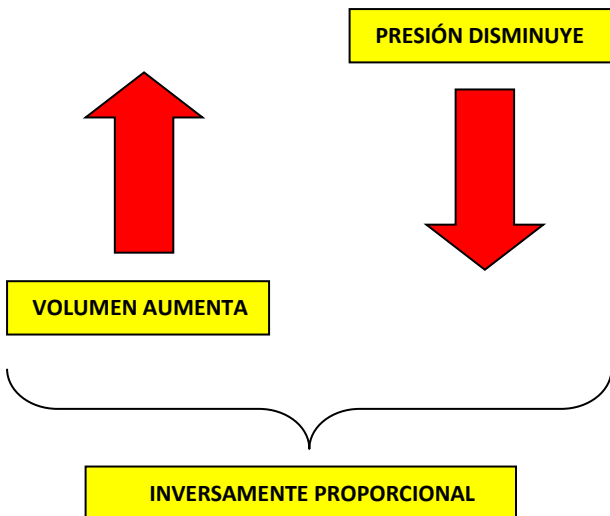 PRESIÓN DISMINUYE
VOLUMEN AUMENTA
INVERSAMENTE PROPORCIONAL